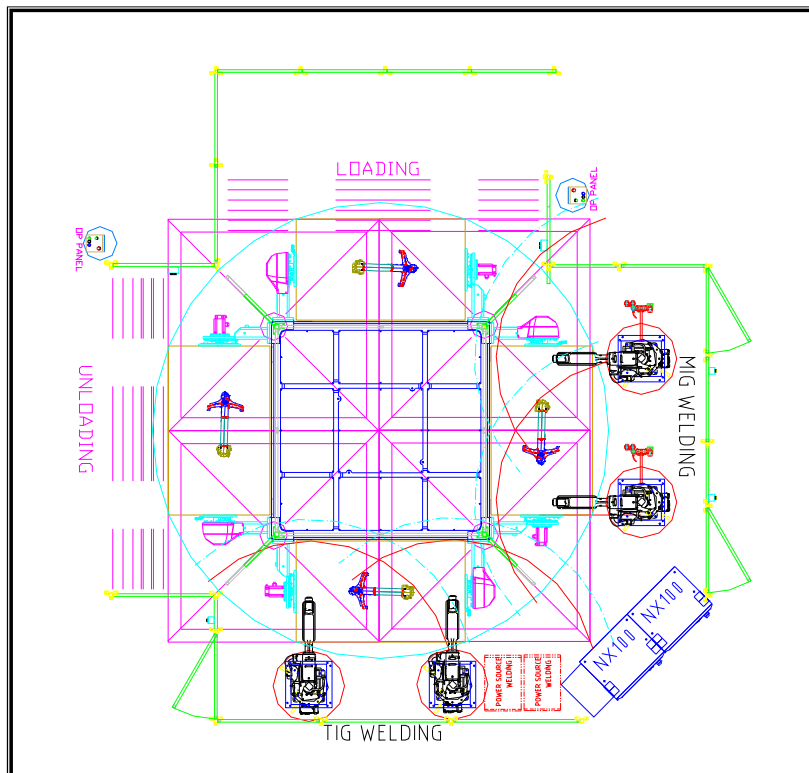 LOADING
OP PANEL
OP PANEL
UNLOADING
MIG WELDING
NX100
NX100
POWER SOURCE
WELDING
POWER SOURCE
WELDING
TIG WELDING